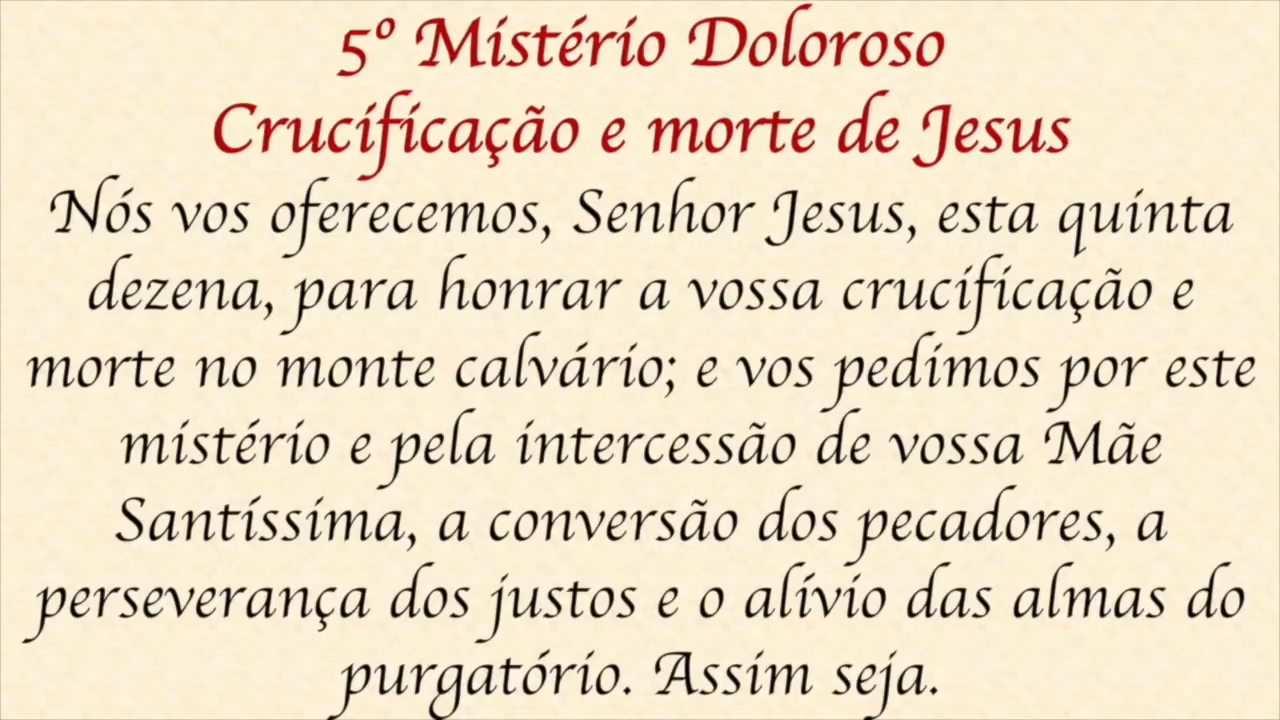 5º Mistério Doloroso
Crucificação e morte de Jesus
Nós vos oferecemos, Senhor Jesus, esta quinta
dezena, para honrar a vossa crucificação e
morte no monte calvário; e vos pedimos por este
mistério e pela intercessão de vossa Mãe
Santíssima, a conversão dos pecadores, a
perseverança dos justos e o alívio das almas do
purgatório. Assim seja.